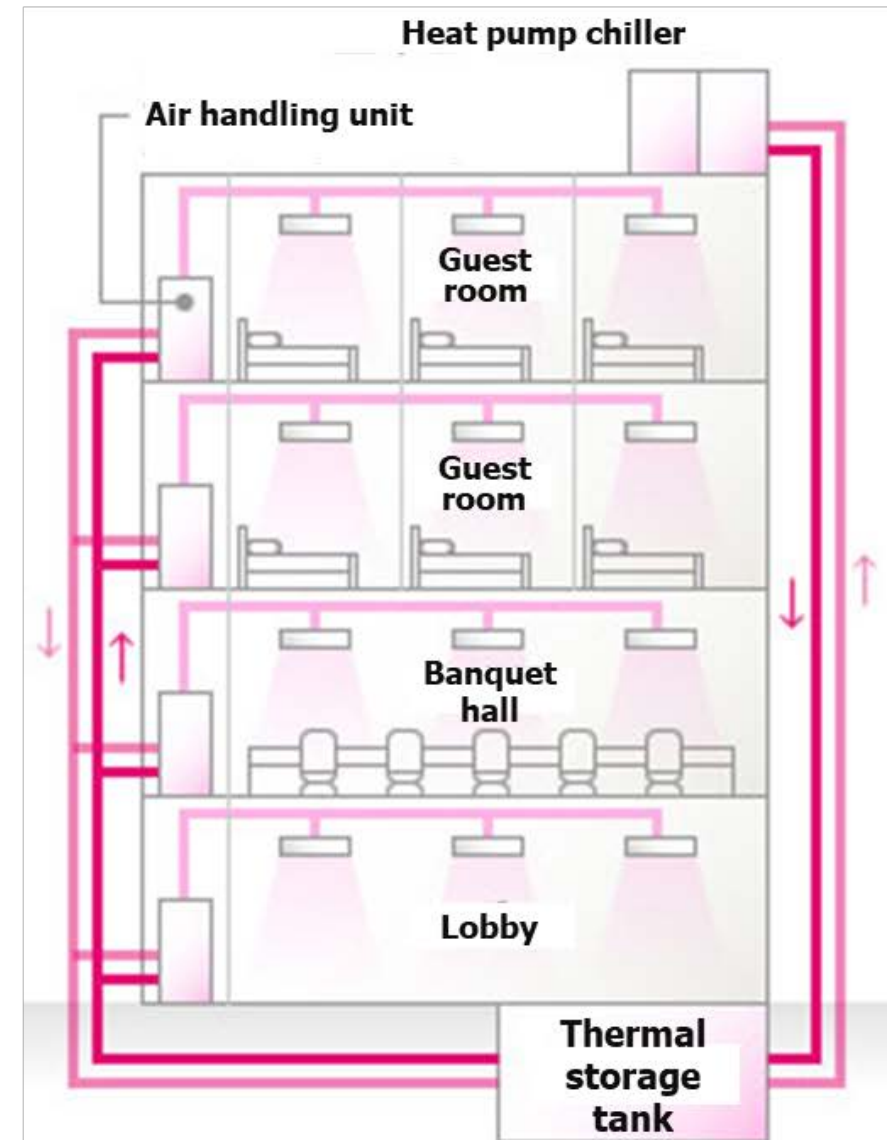 Heat pump chiller
Air handling unit
Guest
room
Guest
room
Banquet
hall
Lobby
Thermal
storage
tank